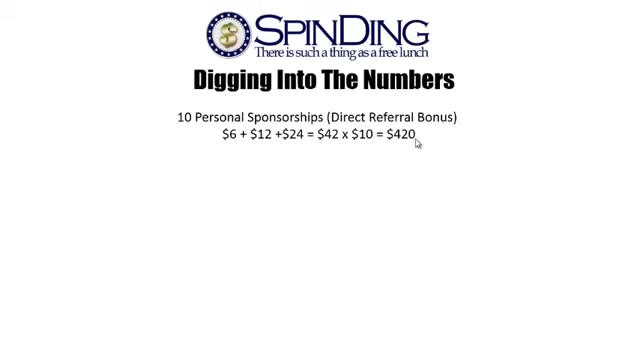 SPINDING
There is such a thing as a free lunch
Digging Into The Numbers
10 Personal Sponsorships (Direct Referral Bonus)
$6 + $12 +$24 = $42 x $10 = $420